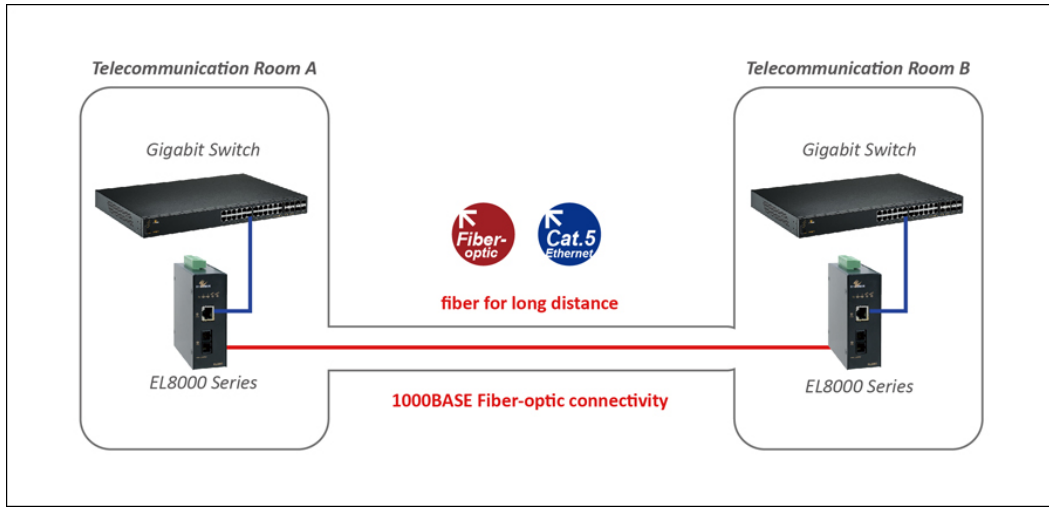 Telecommunication Room A
Telecommunication Room B
Gigabit Switch
Gigabit Switch
Fiber-
optic
Cat.5
Ethernet
fiber for long distance
EL8000 Series
EL8000 Series
1000BASE Fiber-optic connectivity